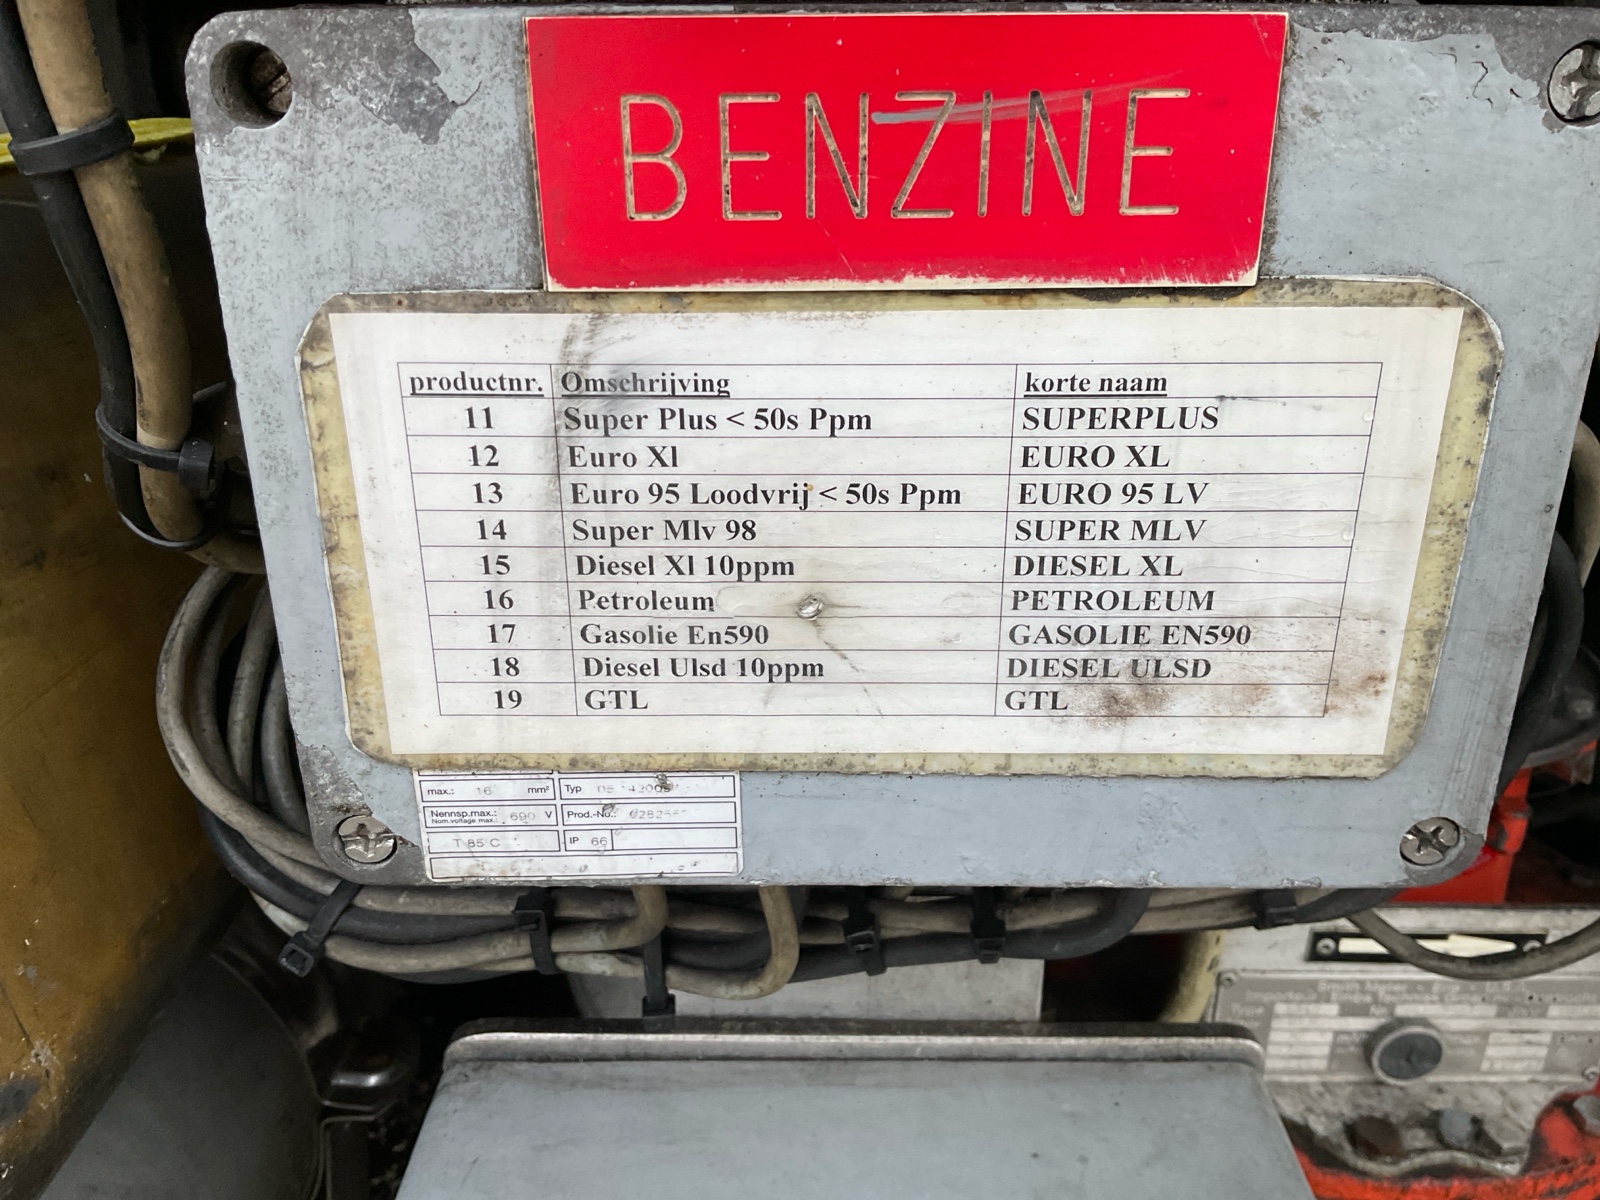 BENZINE
productnr. Omschrijving korte naam
11 Super Plus < 50s Ppm SUPERPLUS
12 Euro Xl EURO XL
13 Euro 95 Loodvrij < 50s Ppm EURO 95 LV
14 Super Mlv 98 SUPER MLV
15 Diesel Xl 10ppm DIESEL XL
16 Petroleum PETROLEUM
17 Gasolie En590 GASOLIE EN590
18 Diesel Ulsd 10ppm DIESEL ULSD
19 GTL GTL
max.: 16 mm² Typ
Nennsp.max.: 690 V Prod.-No.:
Nom.voltage max.:
T 85 C IP 66